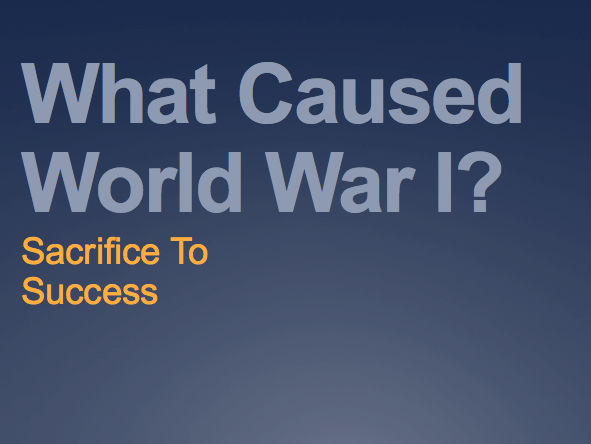 What Caused
World War I?
Sacrifice To
Success